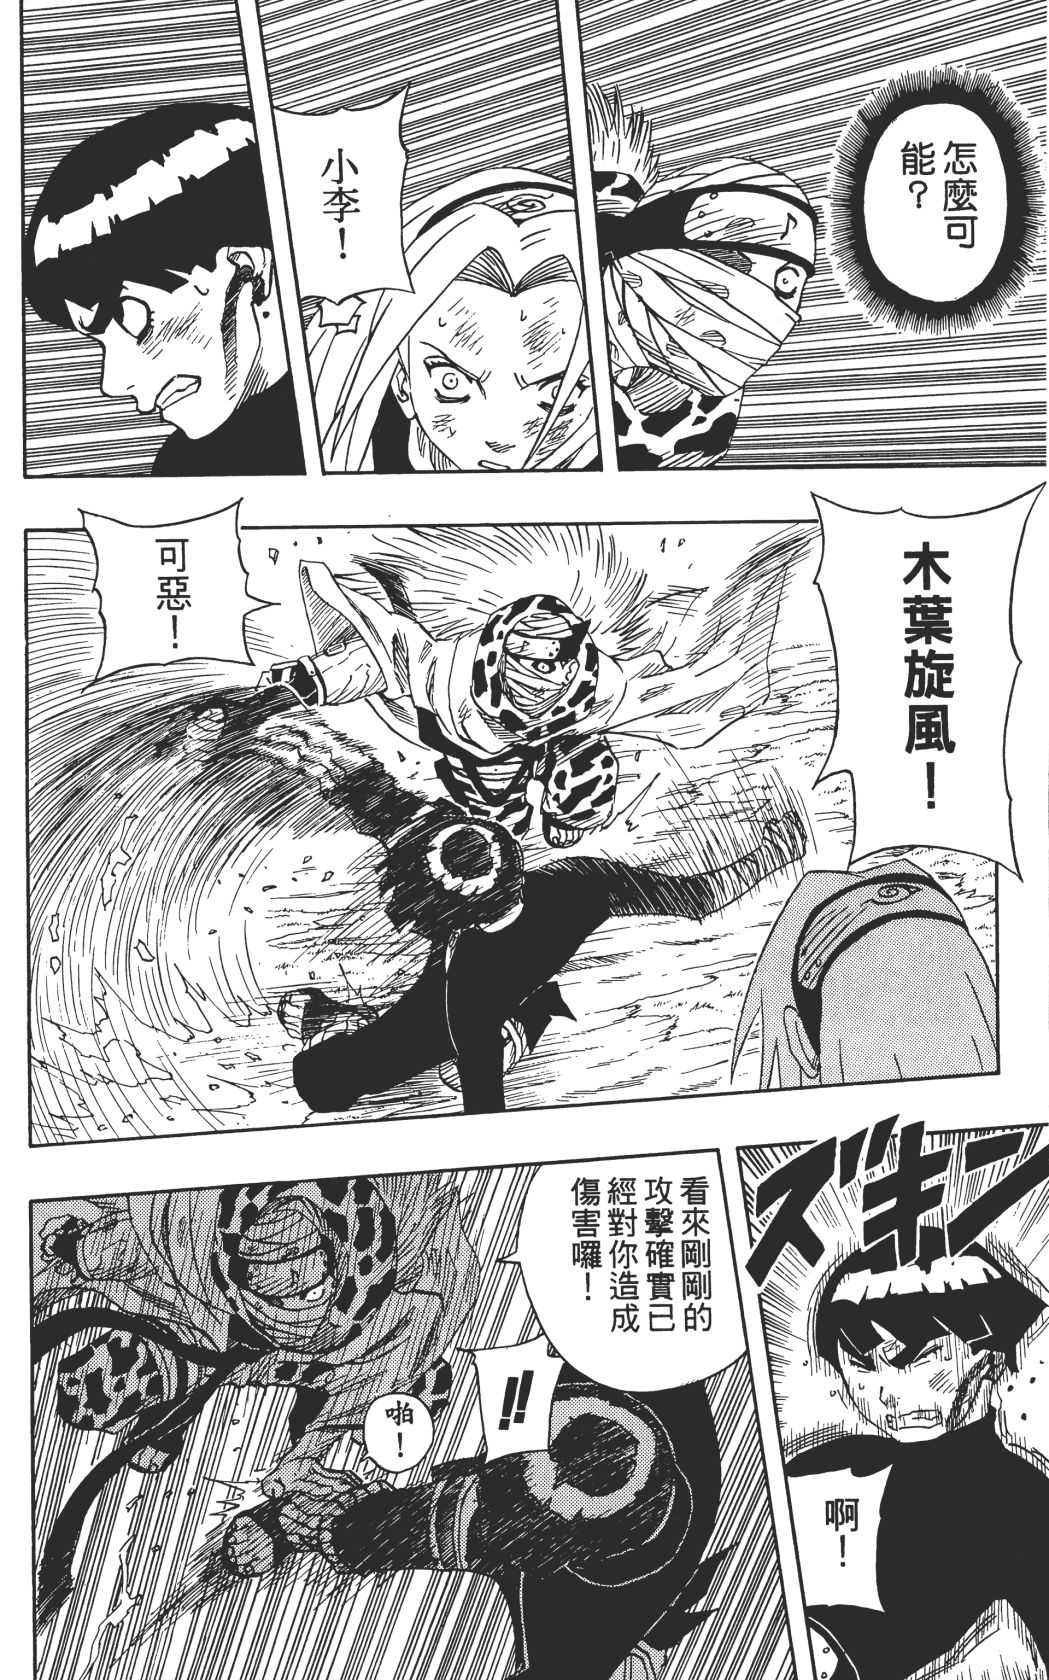 怎麼可
能？
小李！
木葉旋風！
可惡！
ズキン
啊！
看來剛剛的
攻擊確實已
經對你造成
傷害囉！
!!
啪！